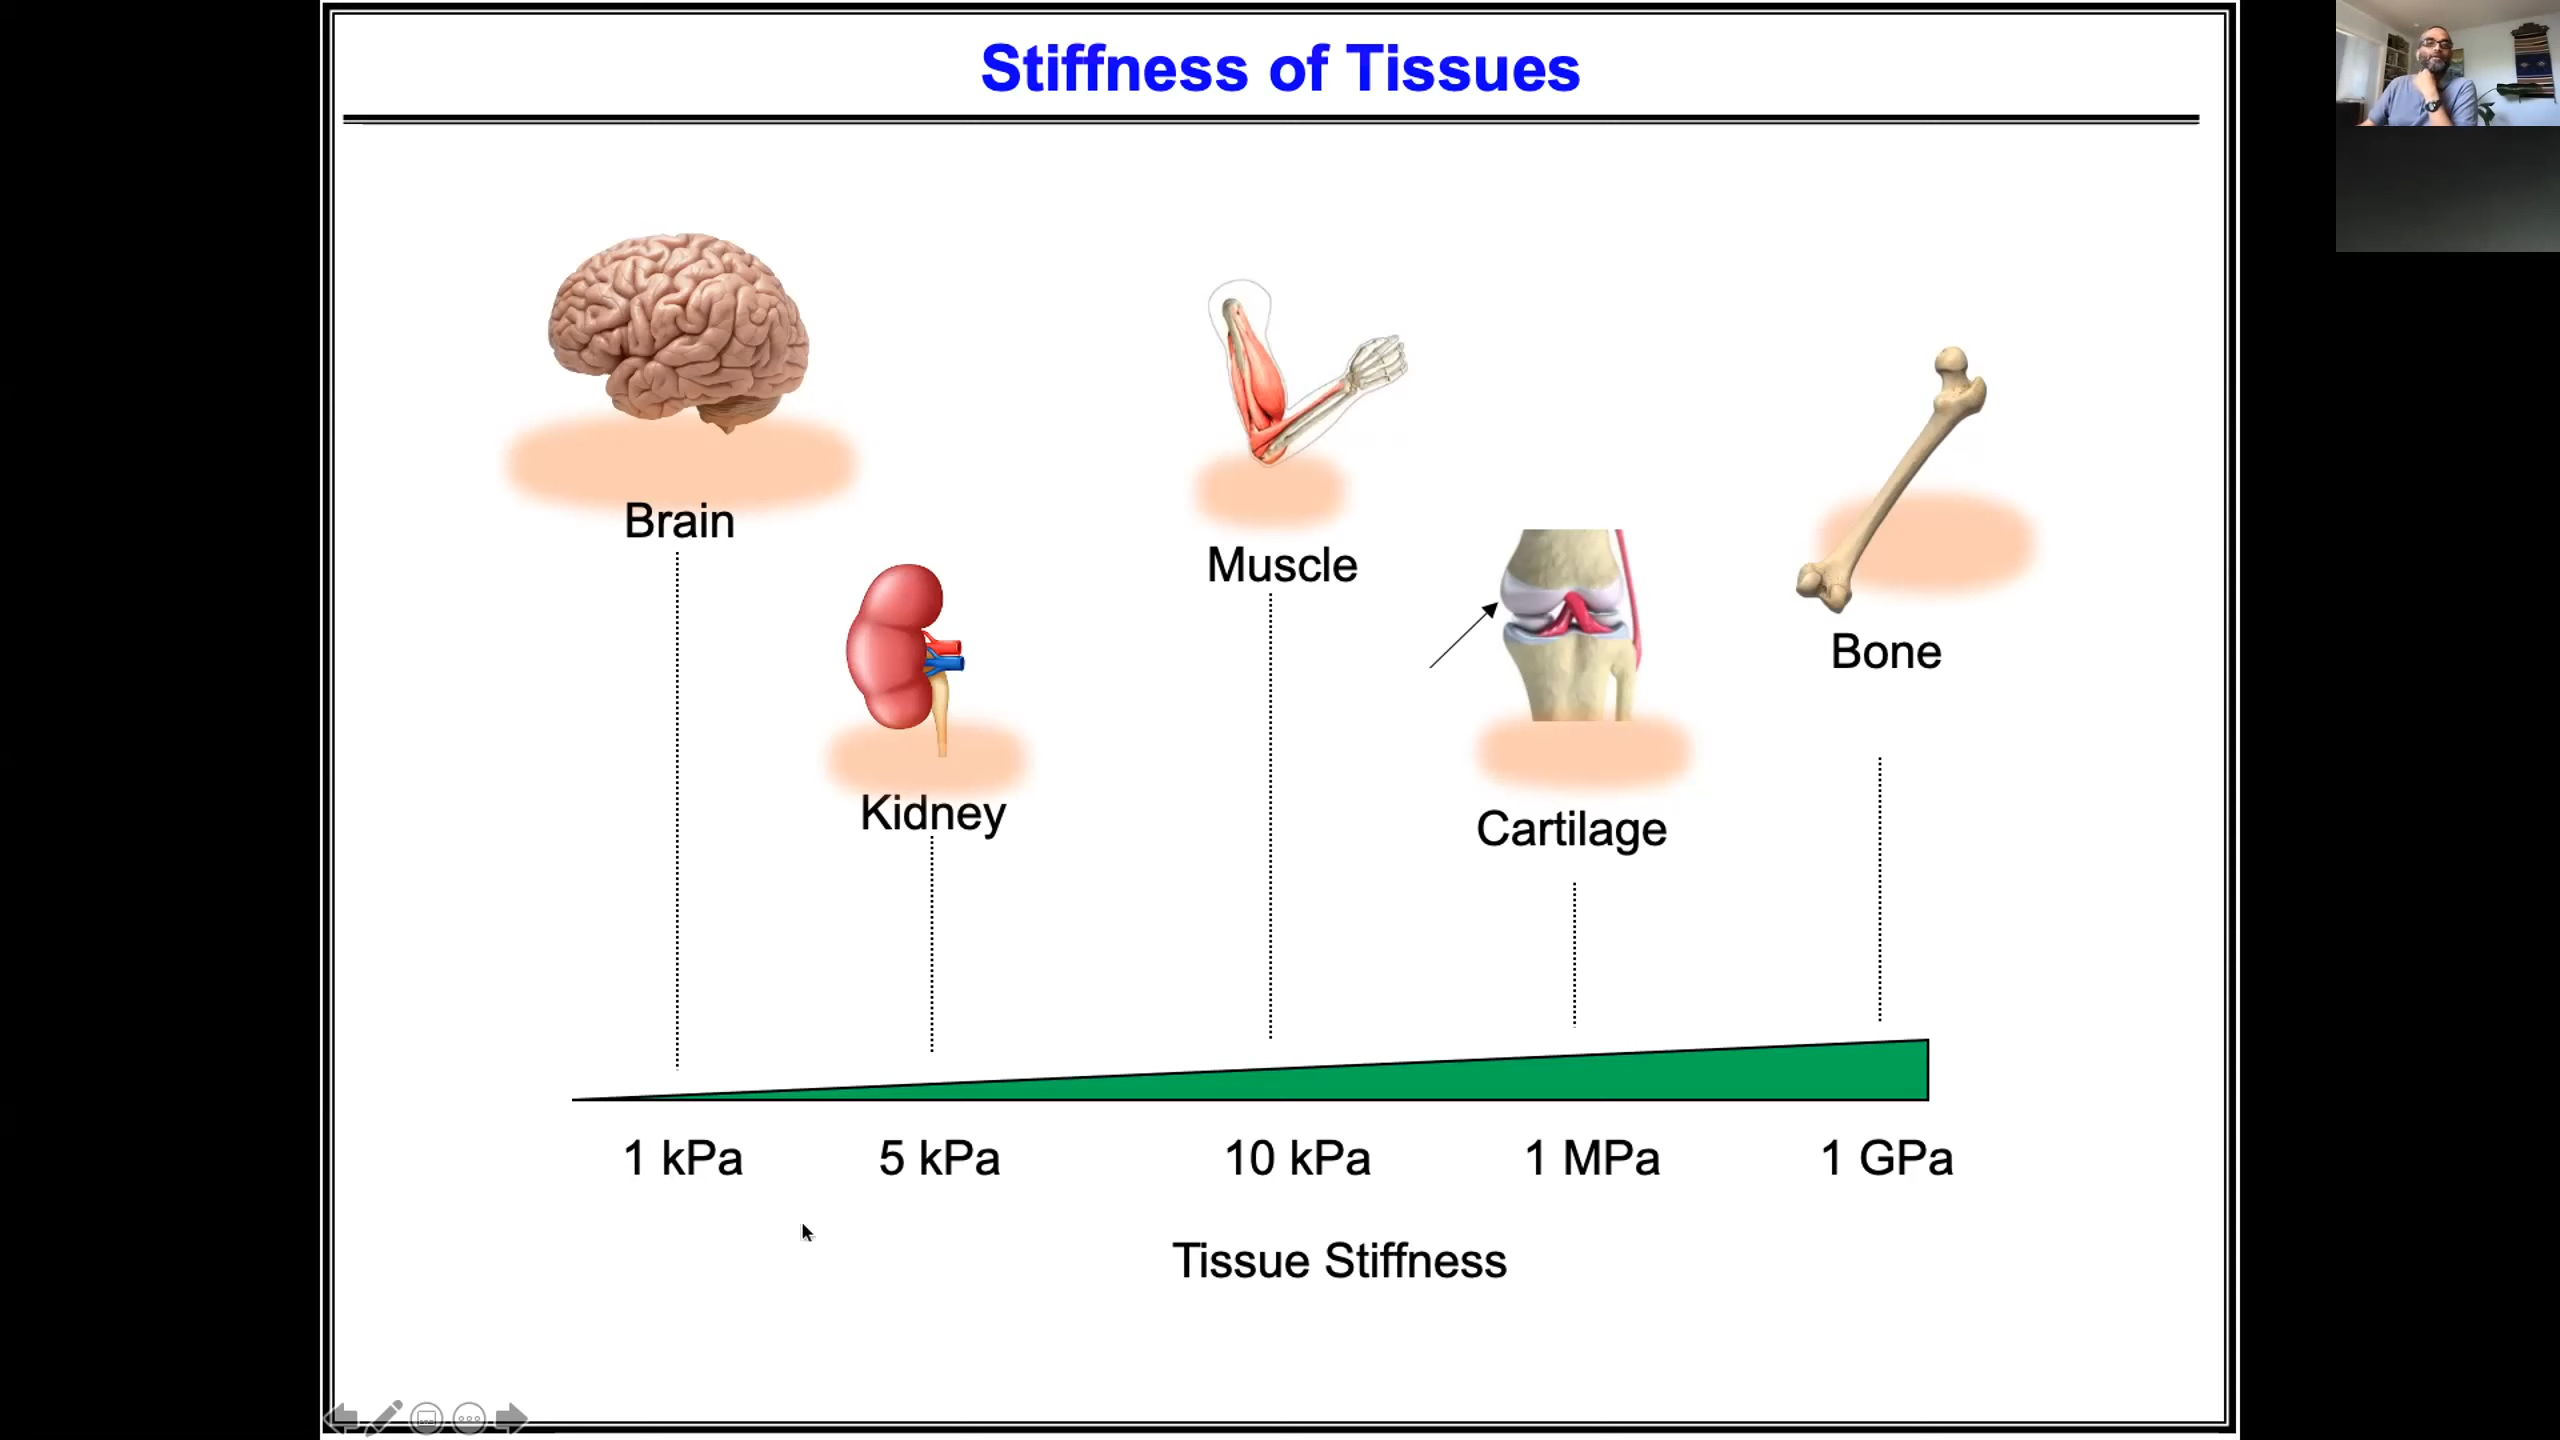 Stiffness of Tissues
Brain
Muscle
Bone
Kidney
Cartilage
1 kPa
5 kPa
10 kPa
1 MPa
1 GPa
Tissue Stiffness